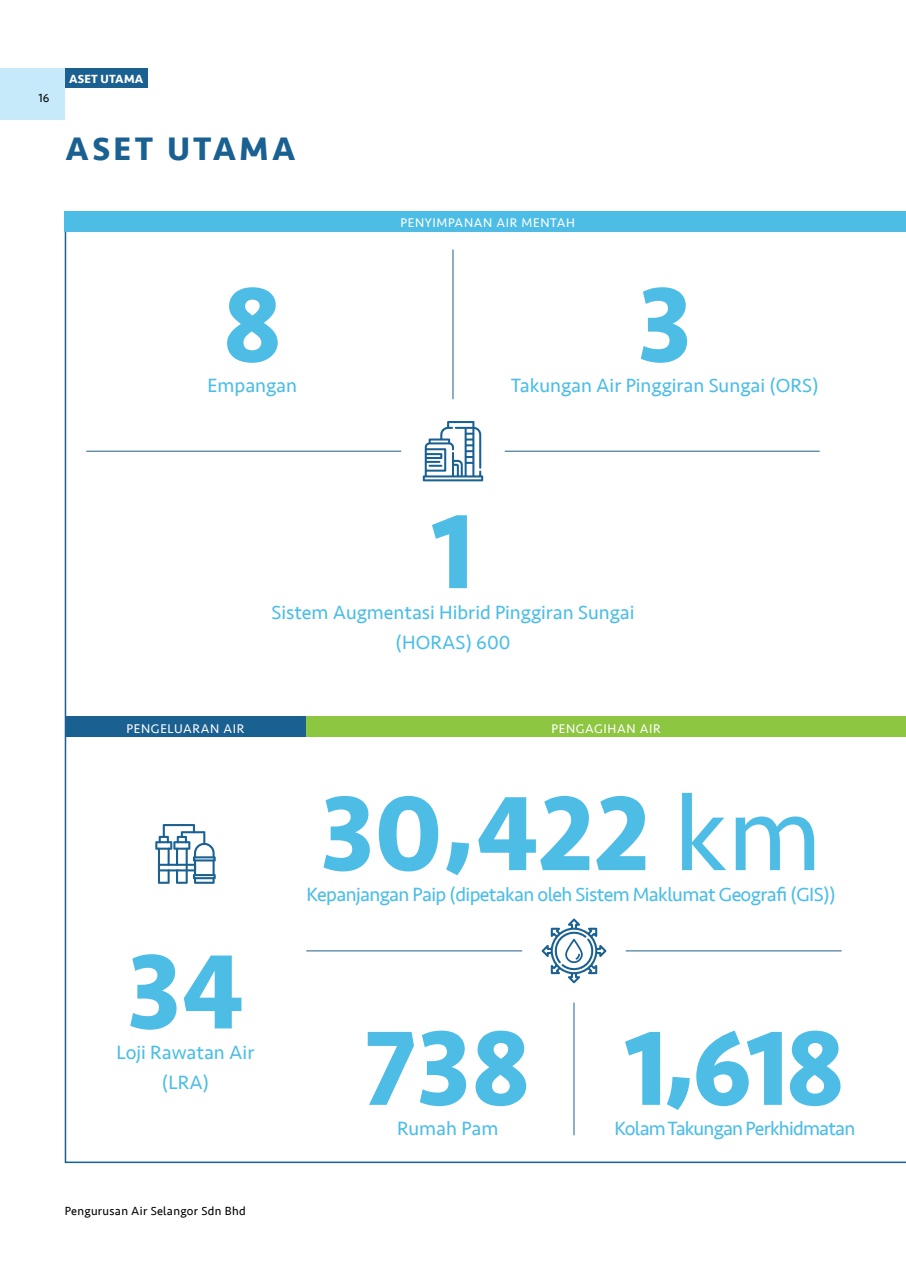 ASET UTAMA
16
ASET UTAMA
PENYIMPANAN AIR MENTAH
8
Empangan
3
Takungan Air Pinggiran Sungai (ORS)
1
Sistem Augmentasi Hibrid Pinggiran Sungai
(HORAS) 600
PENGELUARAN AIR
34
Loji Rawatan Air
(LRA)
PENGAGIHAN AIR
30,422 km
Kepanjangan Paip (dipetakan oleh Sistem Maklumat Geografi (GIS))
738
Rumah Pam
1,618
Kolam Takungan Perkhidmatan
Pengurusan Air Selangor Sdn Bhd